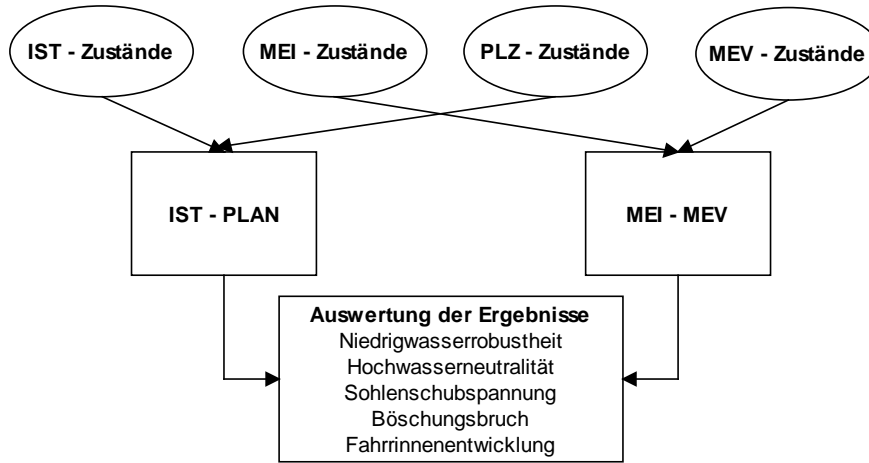 IST - Zustände
MEI - Zustände
PLZ - Zustände
MEV - Zustände
IST - PLAN
MEI - MEV
Auswertung der Ergebnisse
Niedrigwasserrobustheit
Hochwasserneutralität
Sohlenschubspannung
Böschungsbruch
Fahrrinnenentwicklung